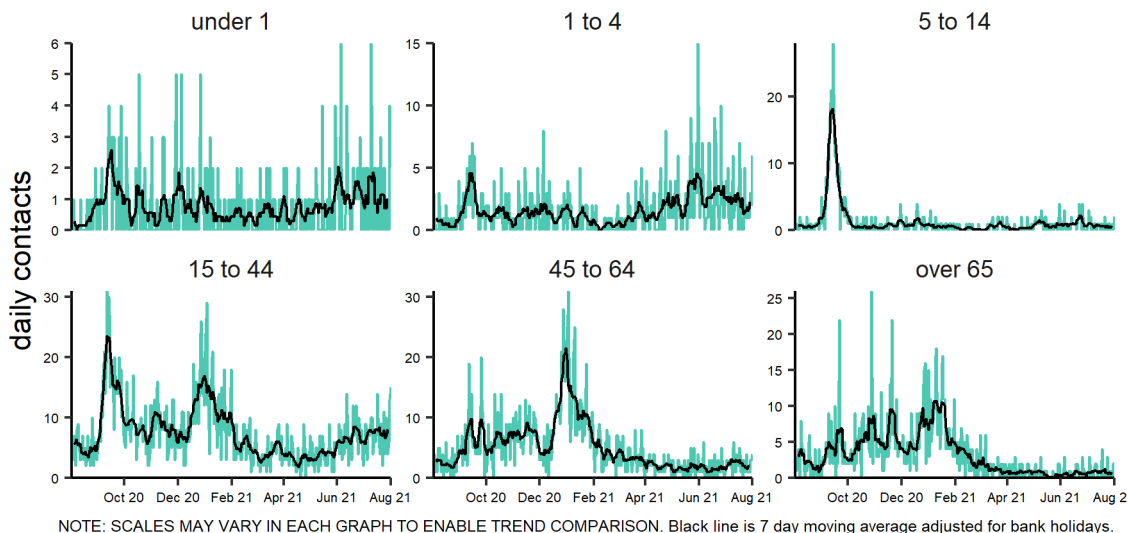 under 1
1 to 4
5 to 14
6
5
4
3
2
1
0
15
10
5
0
20
10
0
daily contacts
15 to 44
45 to 64
over 65
30
20
10
0
30
20
10
0
25
20
15
10
5
0
Oct 20 Dec 20 Feb 21 Apr 21 Jun 21 Aug 21
Oct 20 Dec 20 Feb 21 Apr 21 Jun 21 Aug 21
Oct 20 Dec 20 Feb 21 Apr 21 Jun 21 Aug 2
NOTE: SCALES MAY VARY IN EACH GRAPH TO ENABLE TREND COMPARISON. Black line is 7 day moving average adjusted for bank holidays.